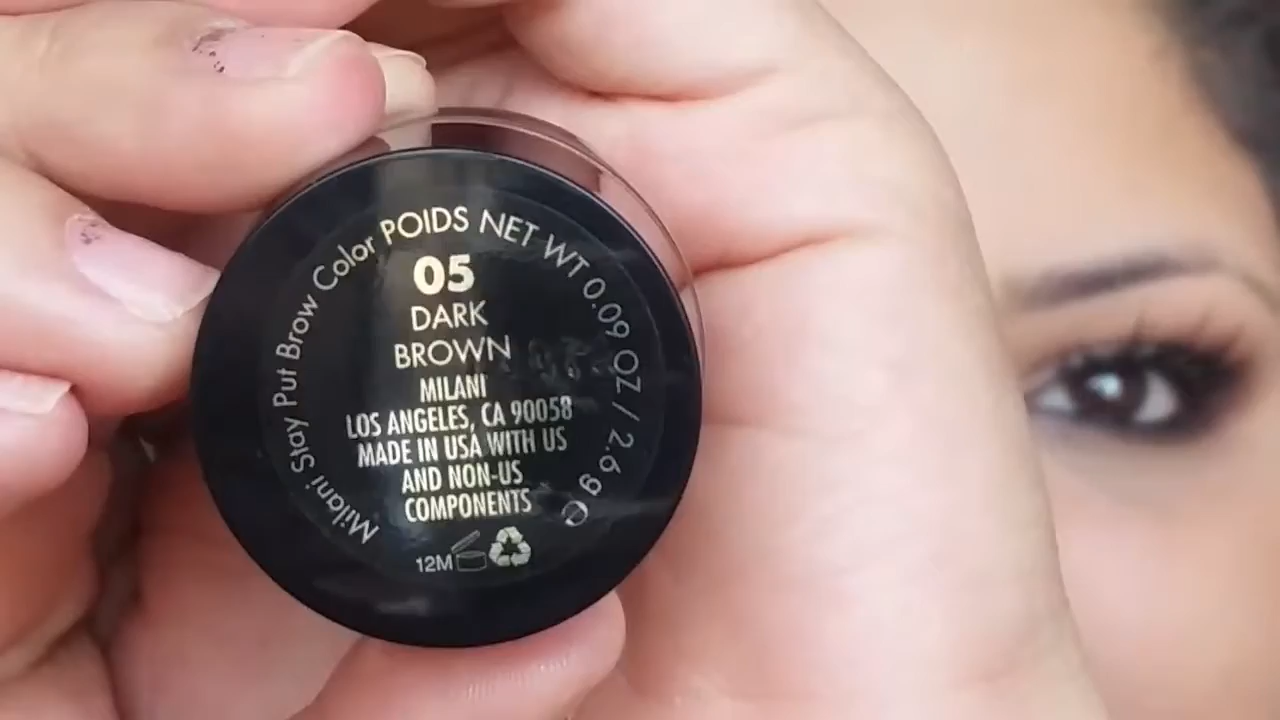 Milani Stay Put Brow Color POIDS NET WT 0.09 OZ / 2.6 g ℮
05
DARK
BROWN
MILANI
LOS ANGELES, CA 90058
MADE IN USA WITH US
AND NON-US
COMPONENTS
12M